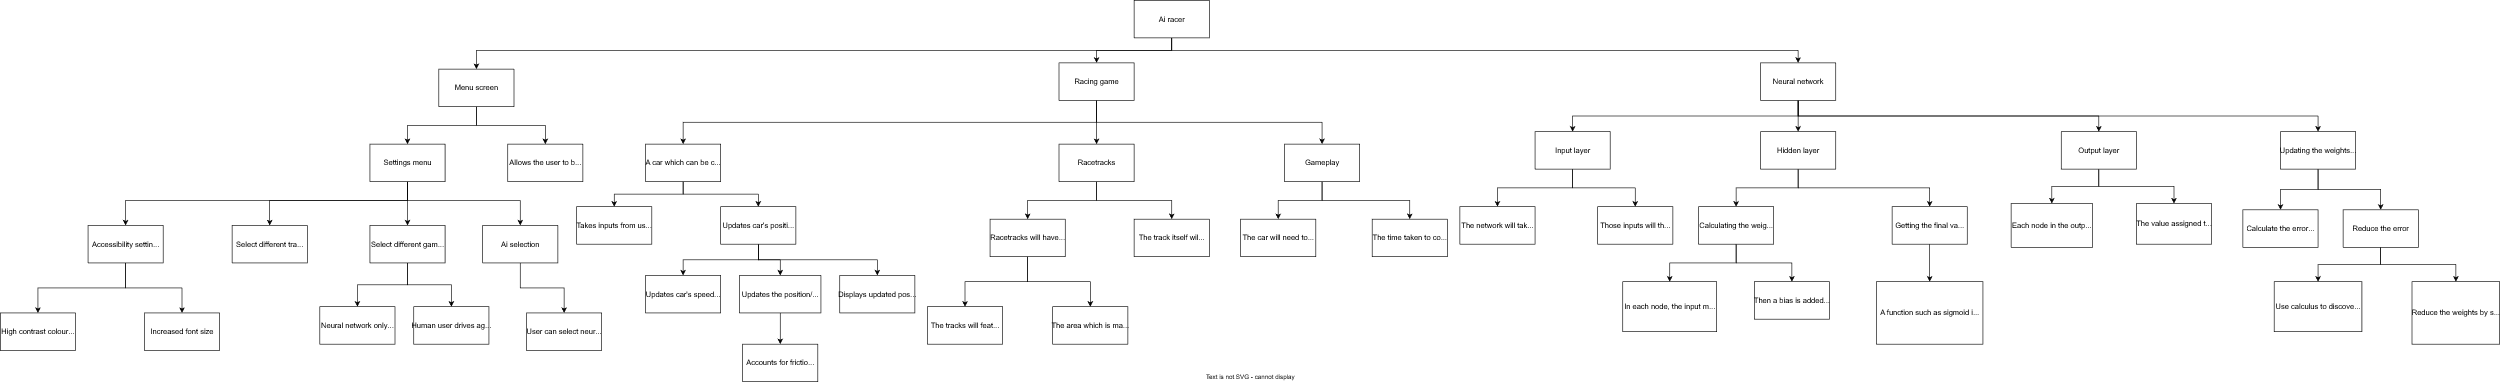 Ai racer
Menu screen
Racing game
Neural network
Settings menu
Allows the user to b...
A car which can be c...
Racetracks
Gameplay
Input layer
Hidden layer
Output layer
Updating the weights...
Accessibility settin...
Select different tra...
Select different gam...
Ai selection
Takes inputs from us...
Updates car's positi...
Racetracks will have...
The track itself wil...
The car will need to...
The time taken to co...
The network will tak...
Those inputs will th...
Calculating the weig...
Getting the final va...
Each node in the outp...
The value assigned t...
Calculate the error...
Reduce the error
High contrast colour...
Increased font size
Neural network only...
Human user drives ag...
User can select neur...
Updates car's speed...
Updates the position/...
Displays updated pos...
The tracks will feat...
The area which is ma...
In each node, the input m...
Then a bias is added...
A function such as sigmoid i...
Use calculus to discove...
Reduce the weights by s...
Accounts for frictio...
Text is not SVG - cannot display